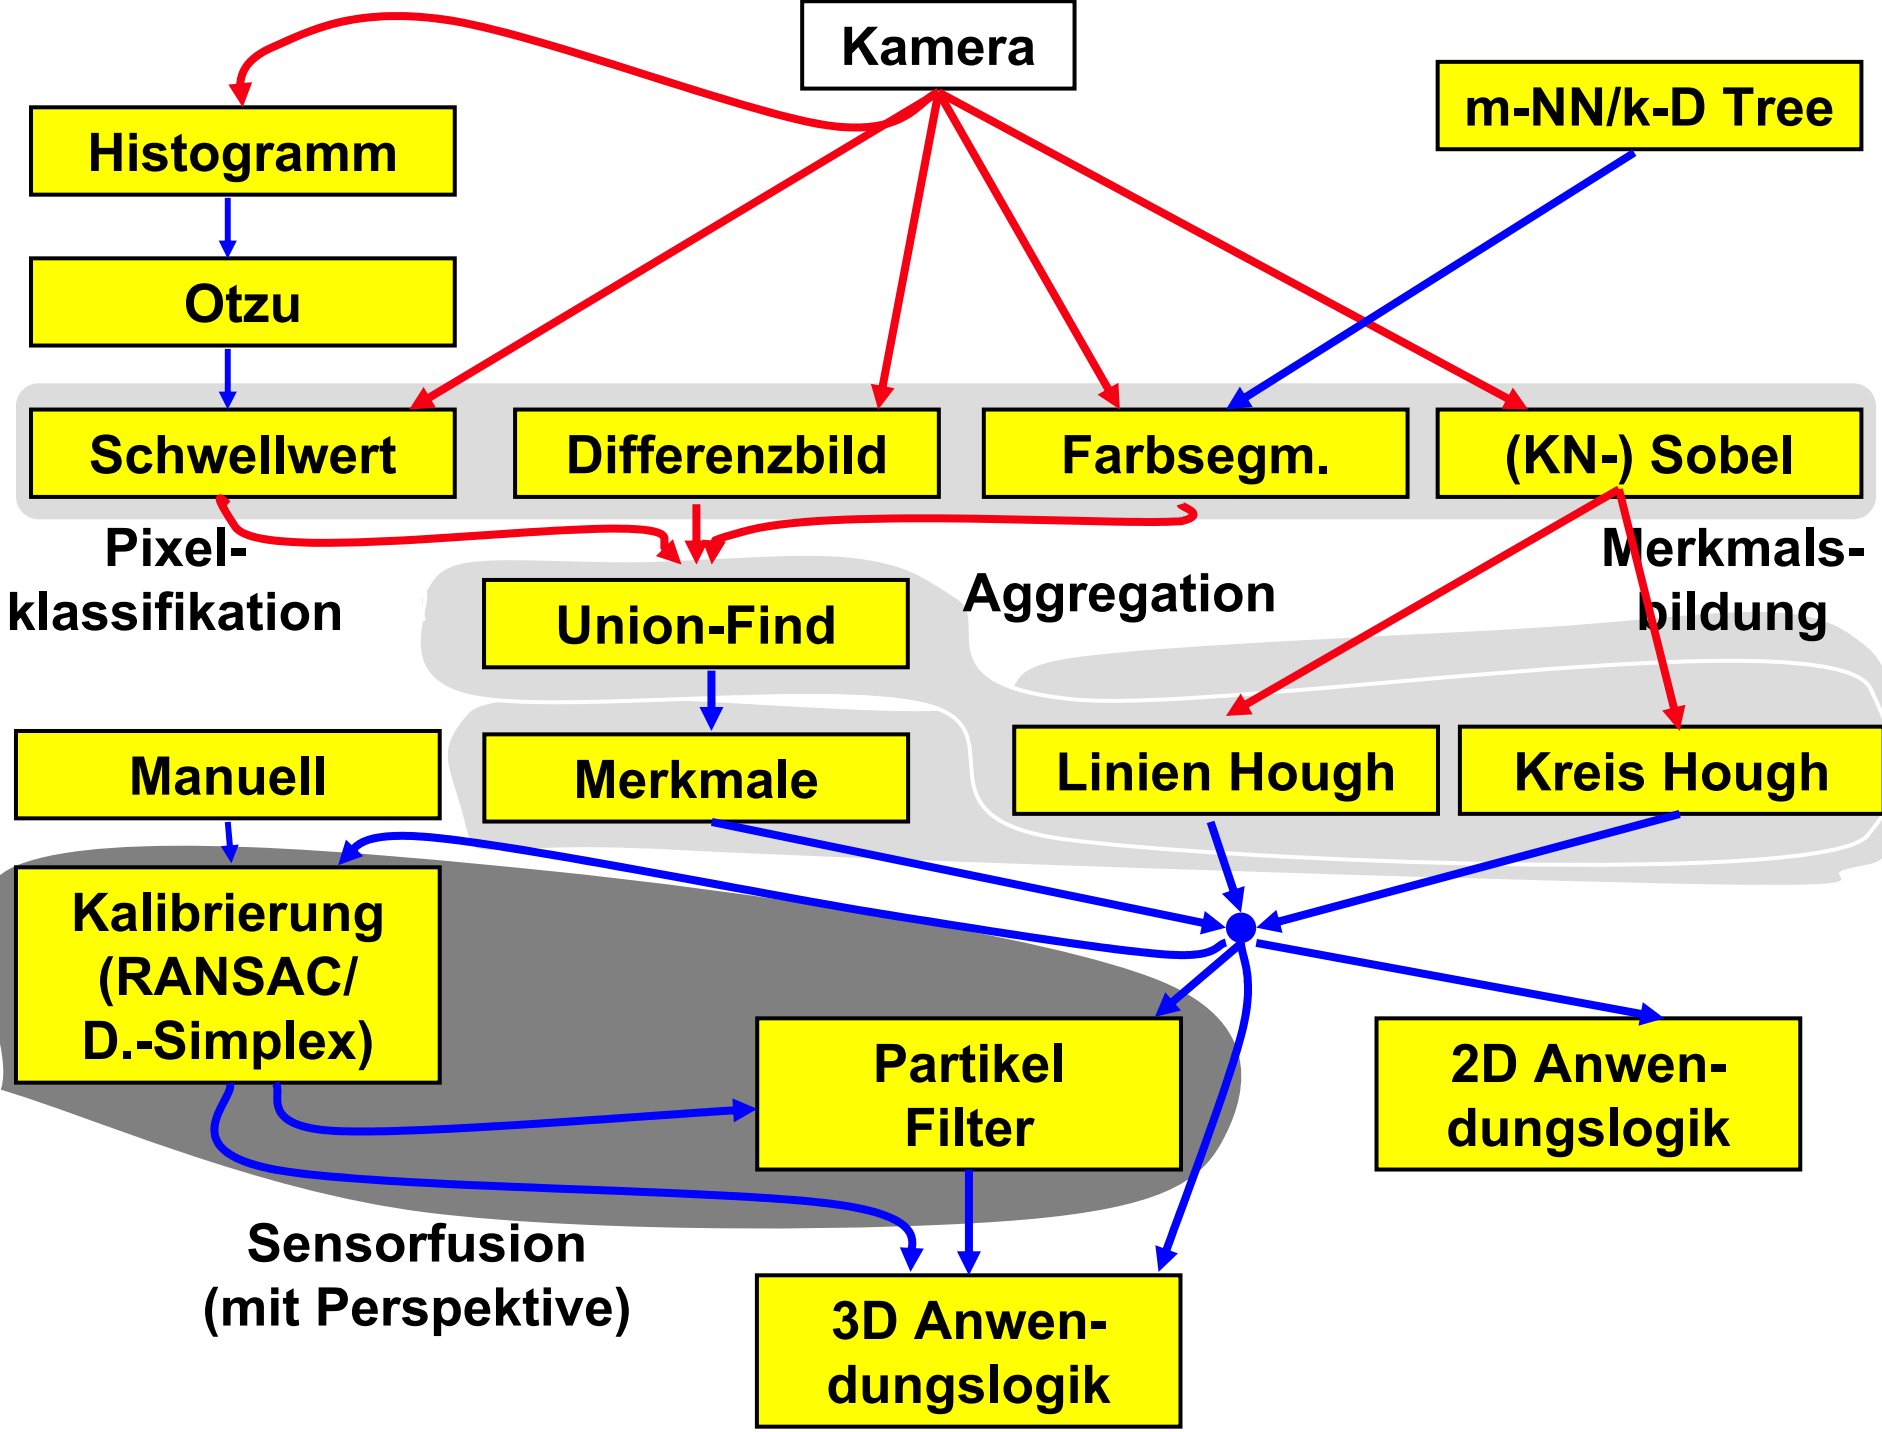 Kamera
m-NN/k-D Tree
Histogramm
Otzu
Schwellwert
Differenzbild
Farbsegm.
(KN-) Sobel
Pixel-
klassifikation
Aggregation
Merkmals-
bildung
Union-Find
Manuell
Merkmale
Linien Hough
Kreis Hough
Kalibrierung
(RANSAC/
D.-Simplex)
Partikel
Filter
2D Anwen-
dungslogik
Sensorfusion
(mit Perspektive)
3D Anwen-
dungslogik